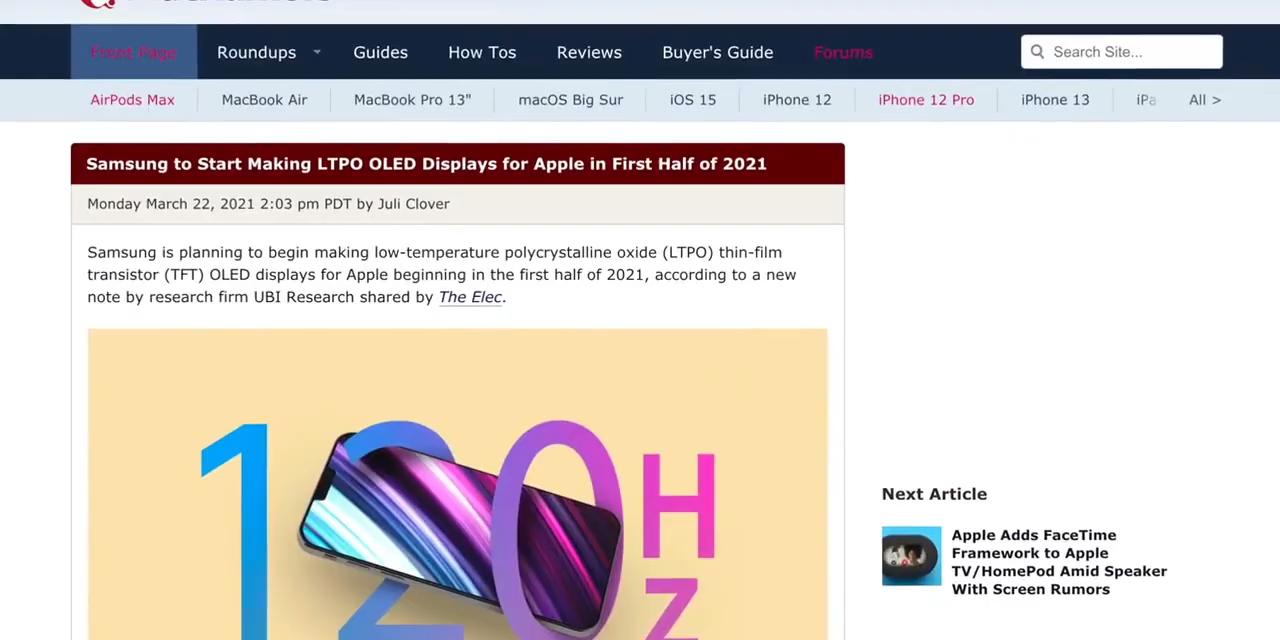 Front Page Roundups Guides How Tos Reviews Buyer's Guide Forums Search Site...
AirPods Max MacBook Air MacBook Pro 13" macOS Big Sur iOS 15 iPhone 12 iPhone 12 Pro iPhone 13 iPa All >
Samsung to Start Making LTPO OLED Displays for Apple in First Half of 2021
Monday March 22, 2021 2:03 pm PDT by Juli Clover
Samsung is planning to begin making low-temperature polycrystalline oxide (LTPO) thin-film
transistor (TFT) OLED displays for Apple beginning in the first half of 2021, according to a new
note by research firm UBI Research shared by The Elec.
120Hz
Next Article
Apple Adds FaceTime
Framework to Apple
TV/HomePod Amid Speaker
With Screen Rumors